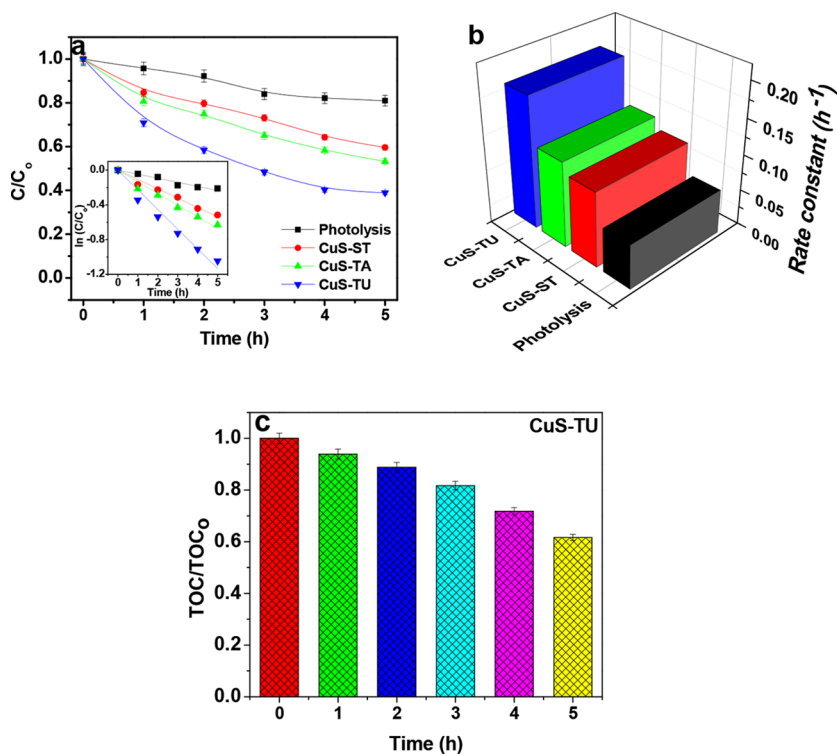 a
C/Co
1.0
0.8
0.6
0.4
0.2
0.0
0
1
2
3
4
5
Time (h)
Photolysis
CuS-ST
CuS-TA
CuS-TU
ln (C/Co)
0.0
-0.4
-0.8
-1.2
0 1 2 3 4 5
Time (h)
b
0.20
0.15
0.10
0.05
0.00
Rate constant (h-1)
CuS-TU
CuS-TA
CuS-ST
Photolysis
c
CuS-TU
TOC/TOCo
1.0
0.8
0.6
0.4
0.2
0.0
0 1 2 3 4 5
Time (h)